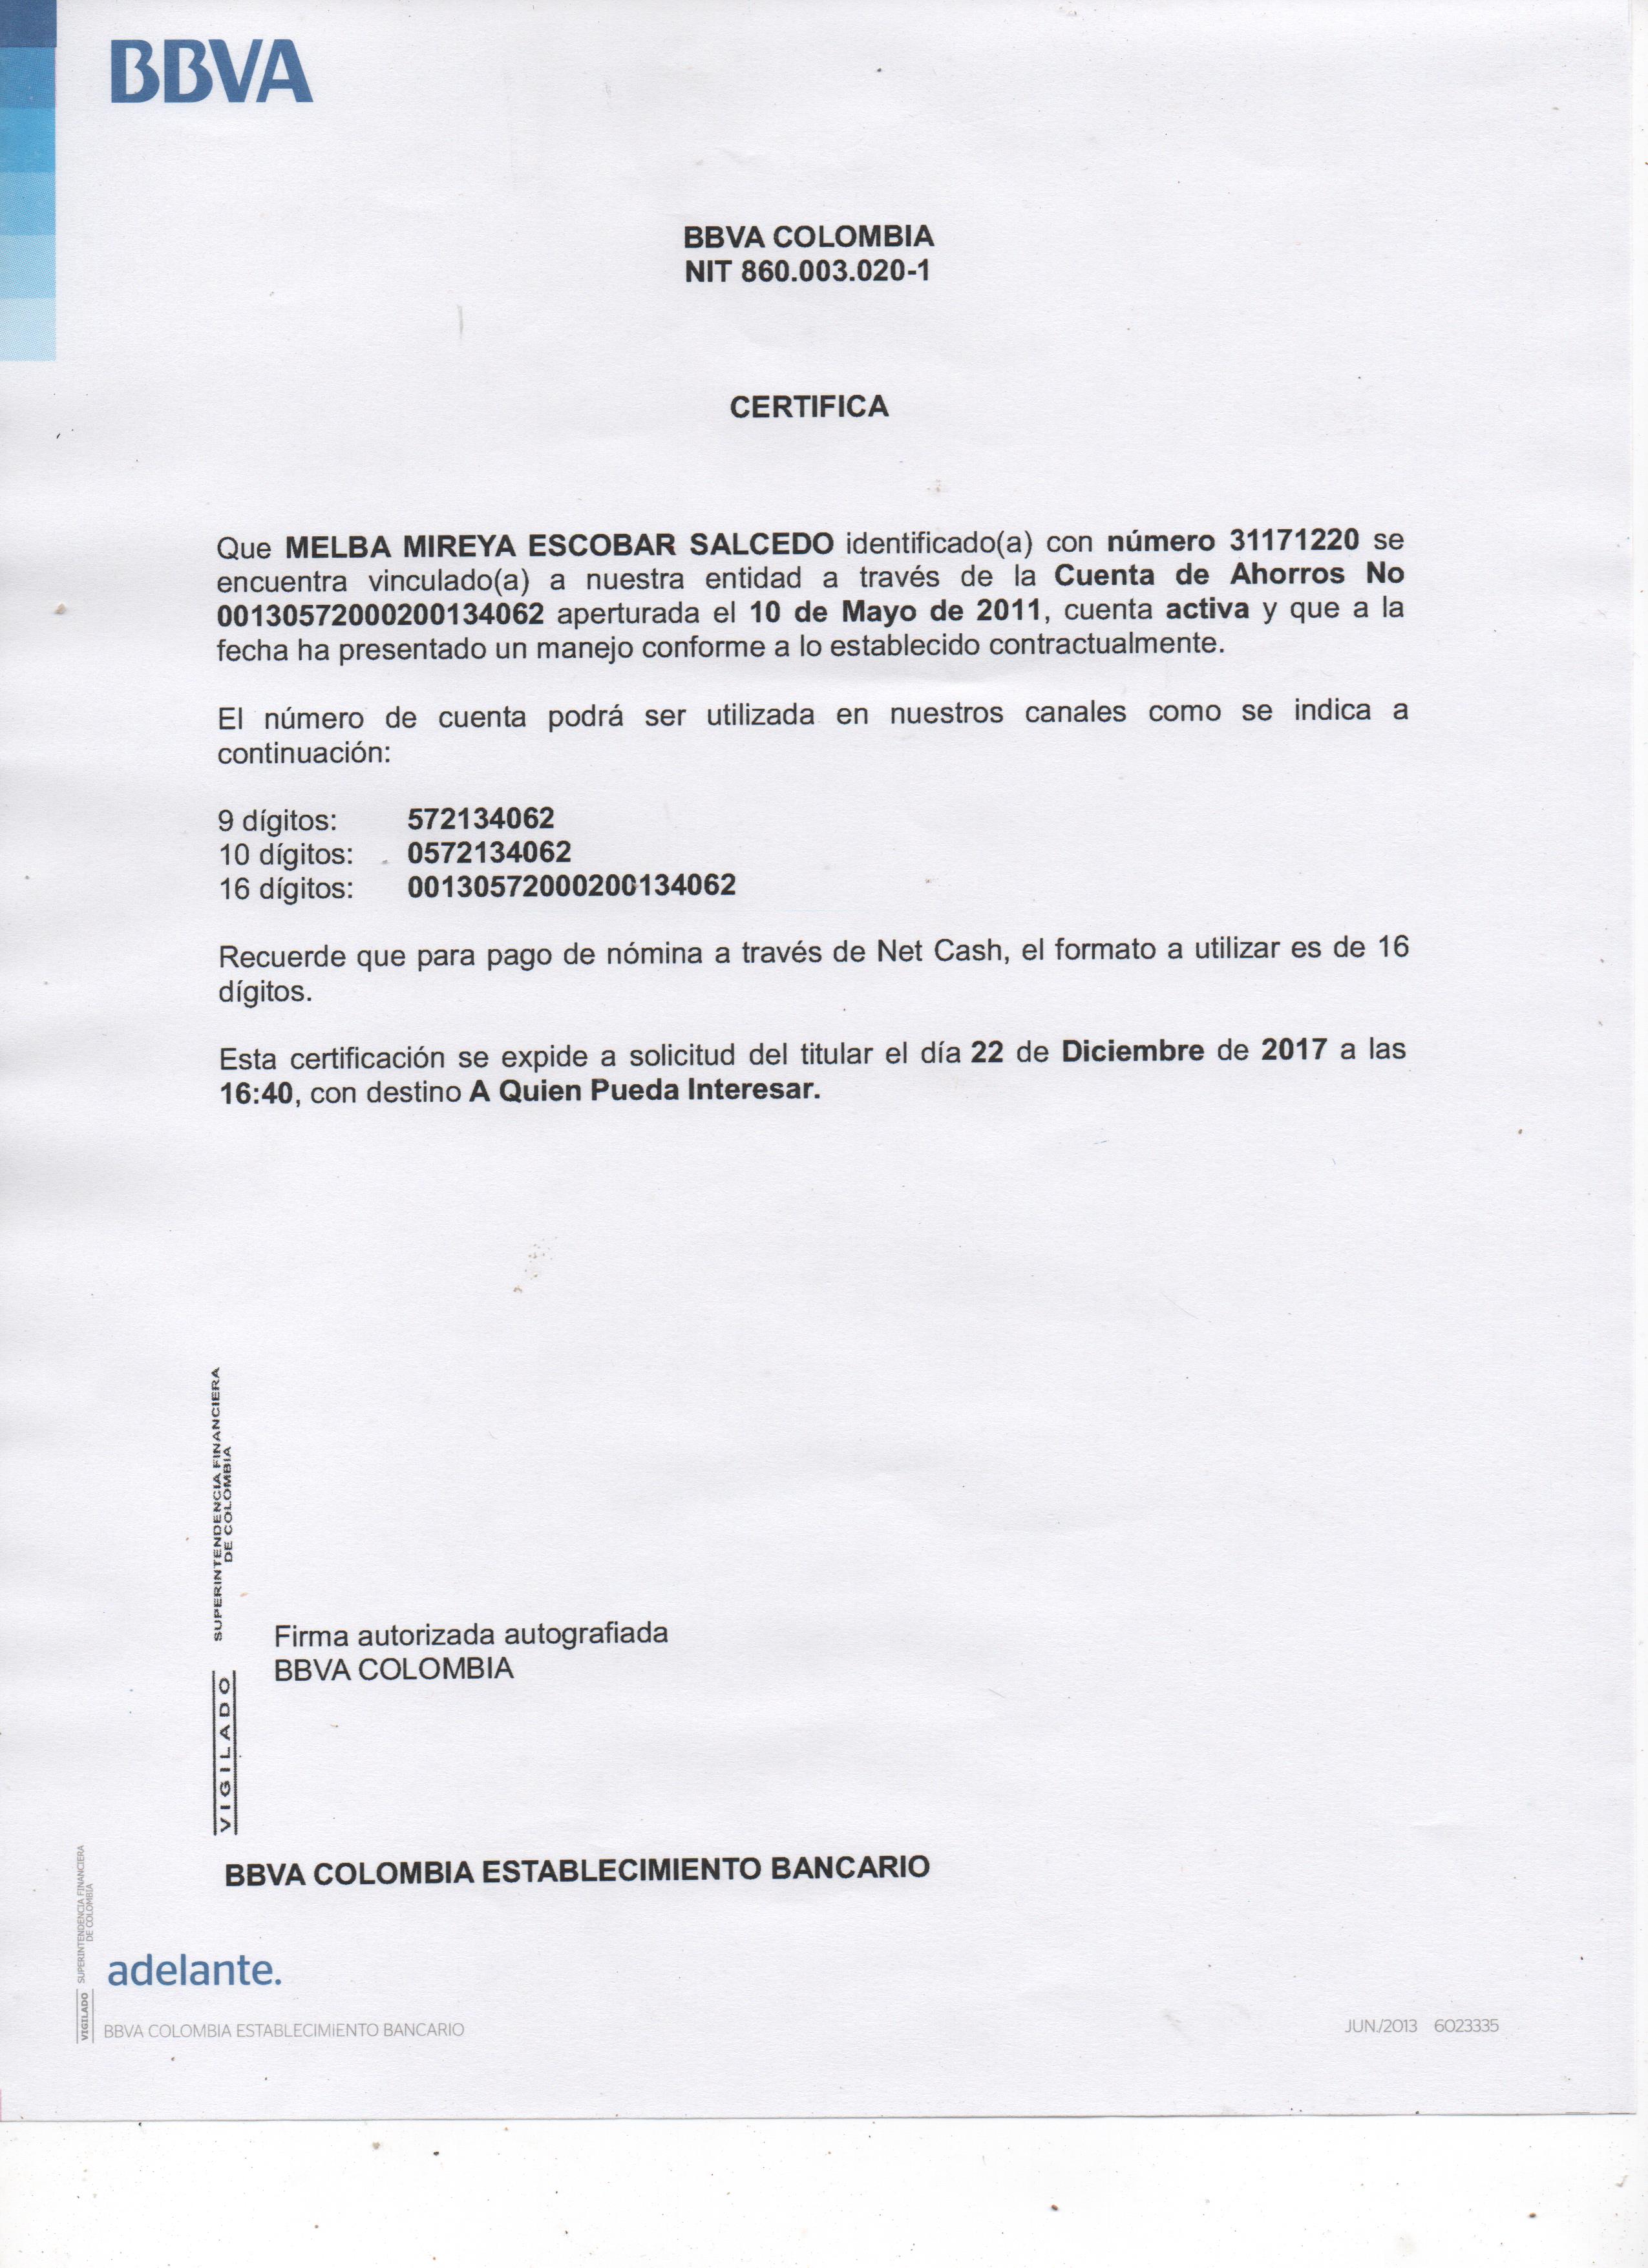 BBVA
BBVA COLOMBIA
NIT 860.003.020-1
CERTIFICA
Que MELBA MIREYA ESCOBAR SALCEDO identificado(a) con número 31171220 se
encuentra vinculado(a) a nuestra entidad a través de la Cuenta de Ahorros No
00130572000200134062 aperturada el 10 de Mayo de 2011, cuenta activa y que a la
fecha ha presentado un manejo conforme a lo establecido contractualmente.
El número de cuenta podrá ser utilizada en nuestros canales como se indica a
continuación:
9 dígitos: 572134062
10 dígitos: 0572134062
16 dígitos: 00130572000200134062
Recuerde que para pago de nómina a través de Net Cash, el formato a utilizar es de 16
dígitos.
Esta certificación se expide a solicitud del titular el día 22 de Diciembre de 2017 a las
16:40, con destino A Quien Pueda Interesar.
VIGILADO SUPERINTENDENCIA FINANCIERA
DE COLOMBIA
Firma autorizada autografiada
BBVA COLOMBIA
BBVA COLOMBIA ESTABLECIMIENTO BANCARIO
VIGILADO SUPERINTENDENCIA FINANCIERA
DE COLOMBIA
adelante.
BBVA COLOMBIA ESTABLECIMIENTO BANCARIO
JUN./2013 6023335